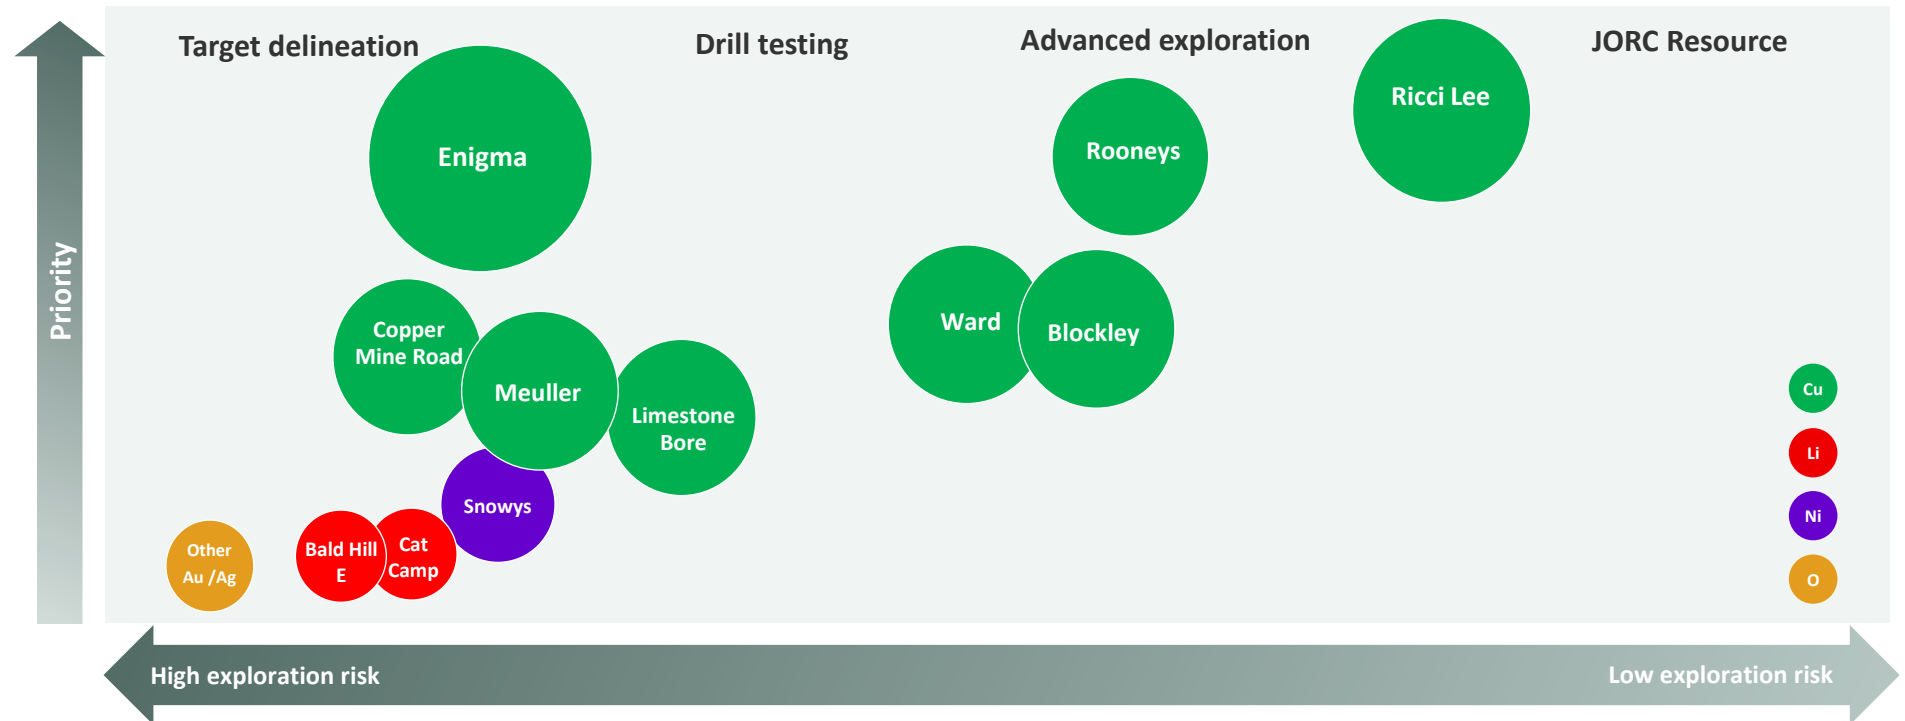 Target delineation
Drill testing
Advanced exploration
JORC Resource
Priority
Enigma
Rooneys
Ricci Lee
Copper
Mine Road
Meuller
Limestone
Bore
Ward
Blockley
Snowys
Other
Au /Ag
Bald Hill
E
Cat
Camp
Cu
Li
Ni
O
High exploration risk
Low exploration risk